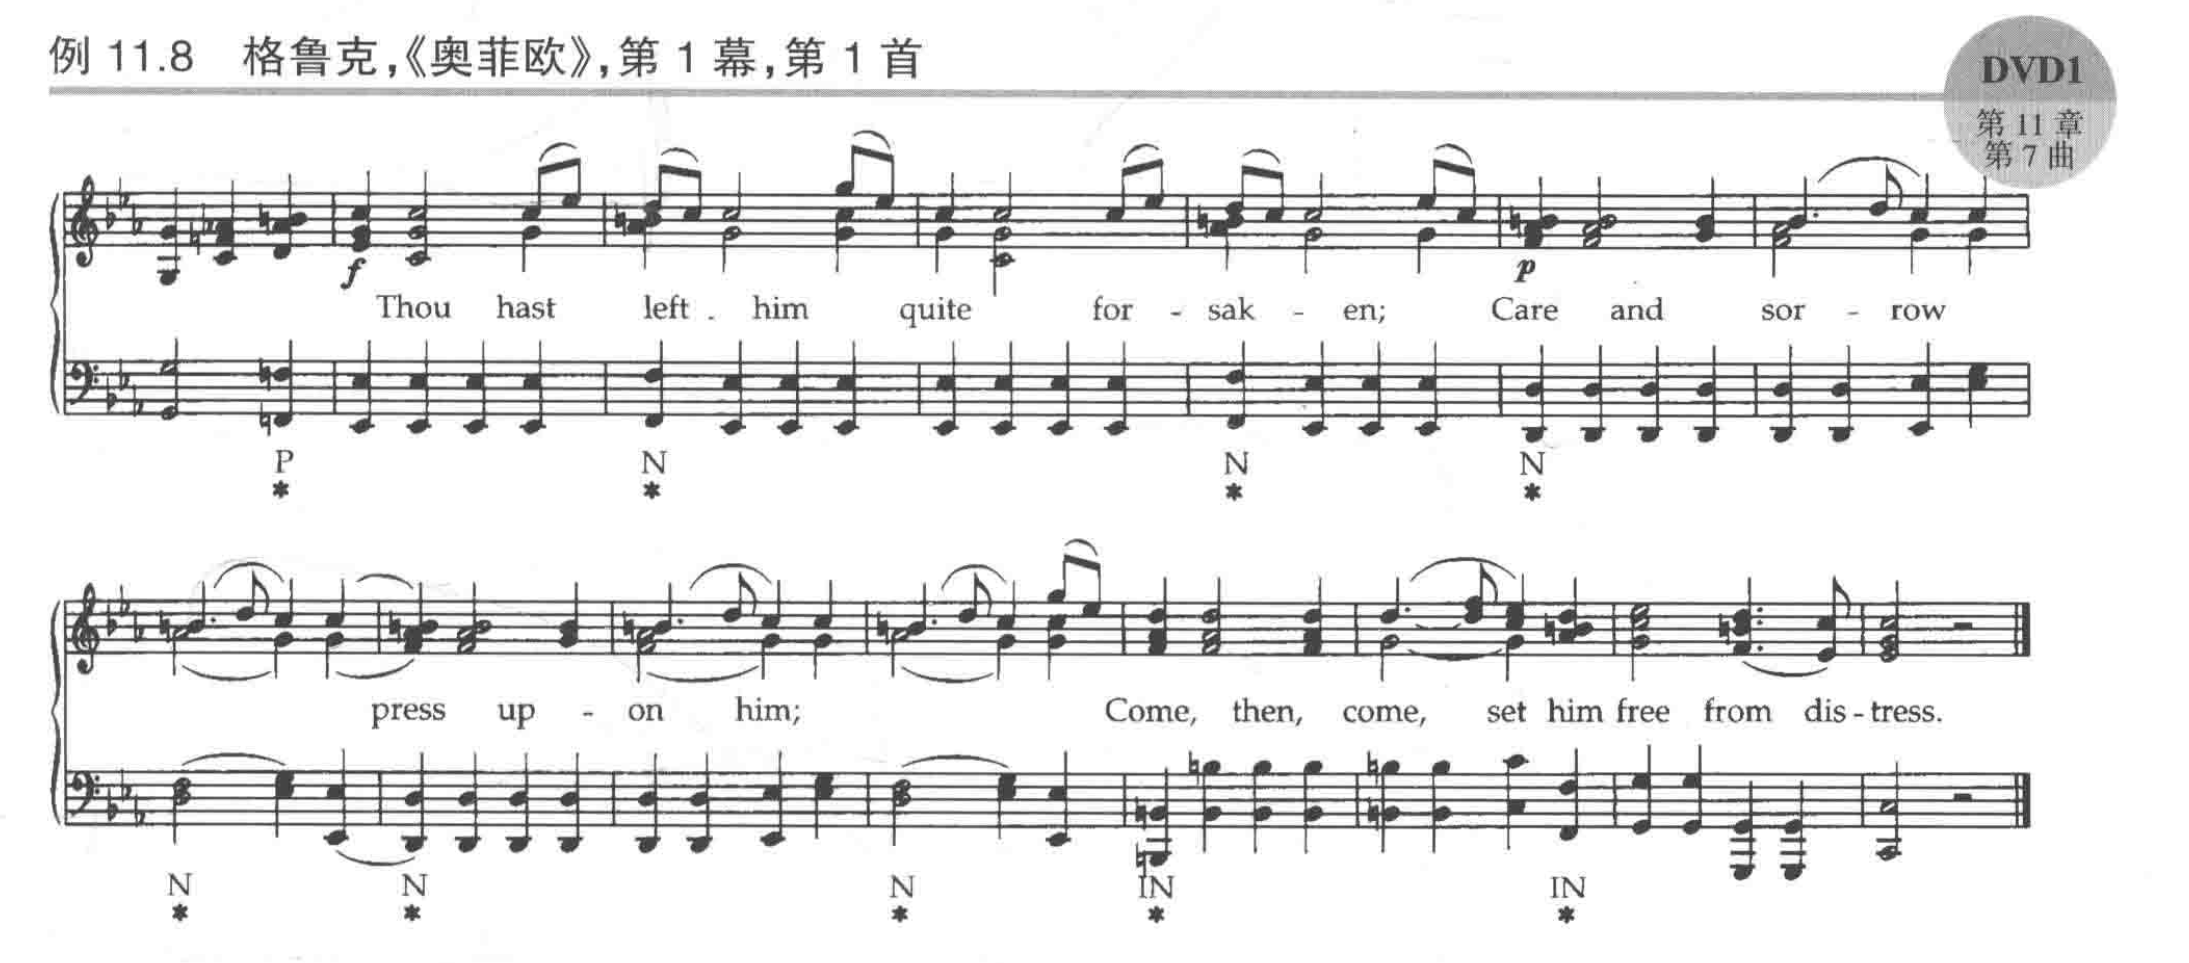 例 11.8 格鲁克,《奥菲欧》,第 1 幕,第 1 首
DVD1
第 11 章
第 7 曲
f p
Thou hast left . him quite for - sak - en; Care and sor - row
P N N N
* * * *
press up - on him; Come, then, come, set him free from dis - tress.
N N N IN IN
* * * * *